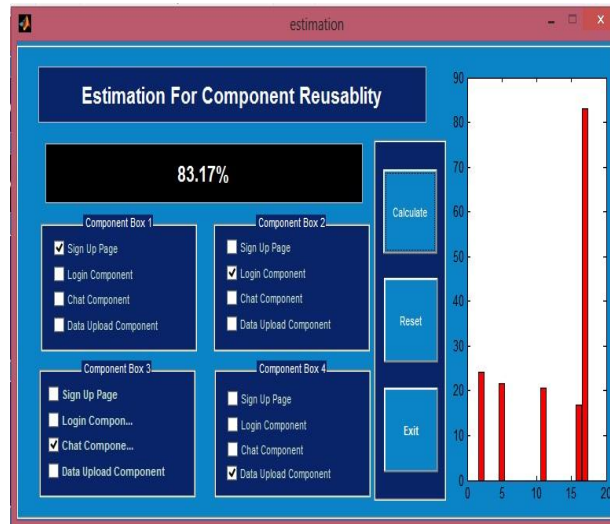 estimation
Estimation For Component Reusablity
83.17%
Component Box 1
Sign Up Page
Login Component
Chat Component
Data Upload Component
Component Box 2
Sign Up Page
Login Component
Chat Component
Data Upload Component
Component Box 3
Sign Up Page
Login Compon...
Chat Compone...
Data Upload Component
Component Box 4
Sign Up Page
Login Component
Chat Component
Data Upload Component
Calculate
Reset
Exit
90
80
70
60
50
40
30
20
10
0
0 5 10 15 20